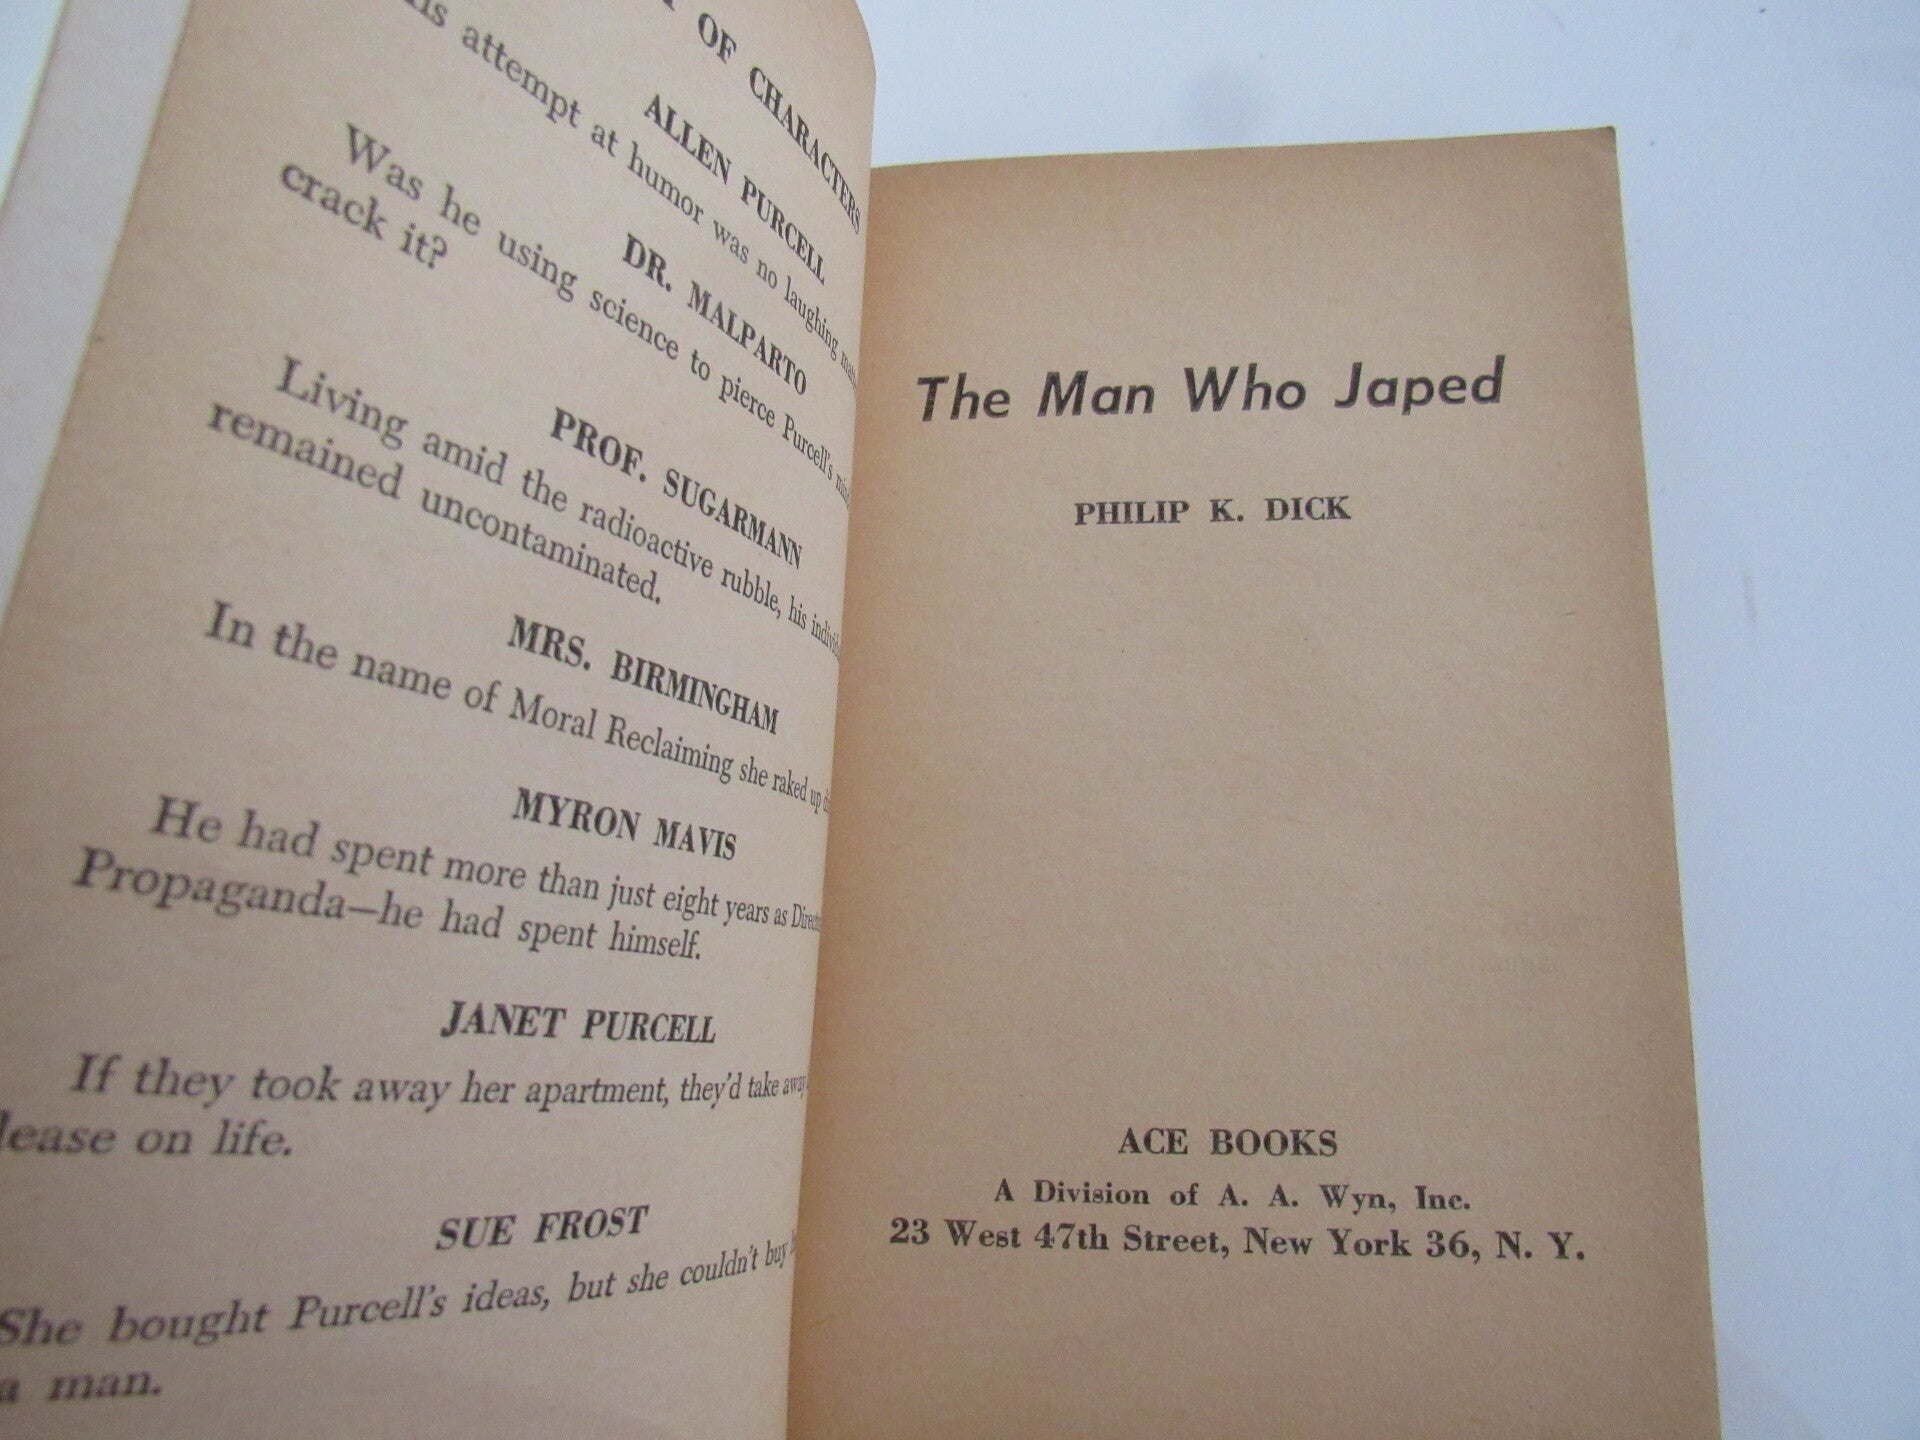 OF CHARACTERS
ALLEN PURCELL
attempt at humor was no laughing
DR. MALPARTO
Was he using science to pierce Purcell's mind
crack it?
PROF. SUGARMANN
Living amid the radioactive rubble, his
remained uncontaminated.
MRS. BIRMINGHAM
In the name of Moral Reclaiming she raked up
MYRON MAVIS
He had spent more than just eight years as
Propaganda—he had spent himself.
JANET PURCELL
If they took away her apartment, they'd take away
lease on life.
SUE FROST
She bought Purcell's ideas, but she couldn't buy
a man.
The Man Who Japed
PHILIP K. DICK
ACE BOOKS
A Division of A. A. Wyn, Inc.
23 West 47th Street, New York 36, N. Y.